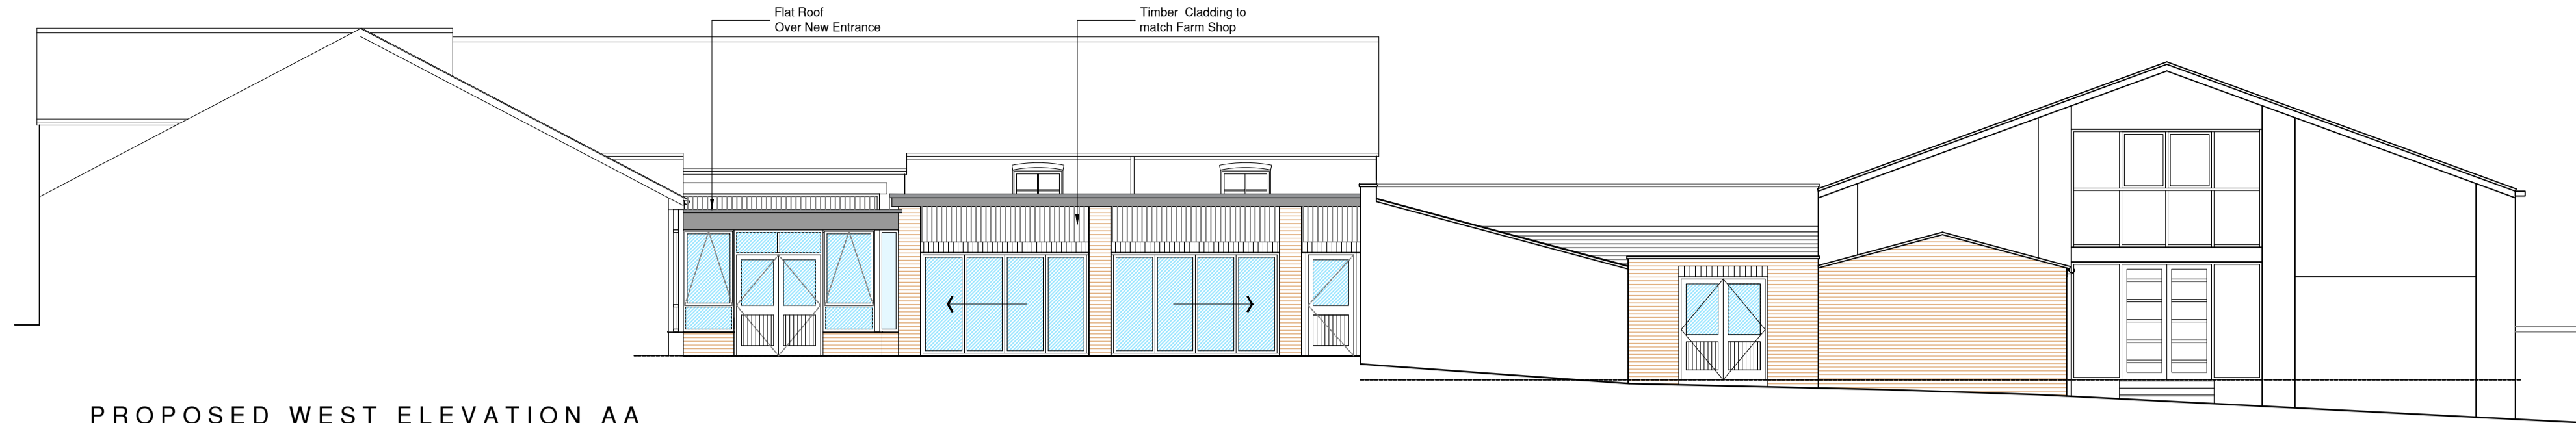 Flat Roof
Over New Entrance
Timber Cladding to
match Farm Shop
PROPOSED WEST ELEVATION AA